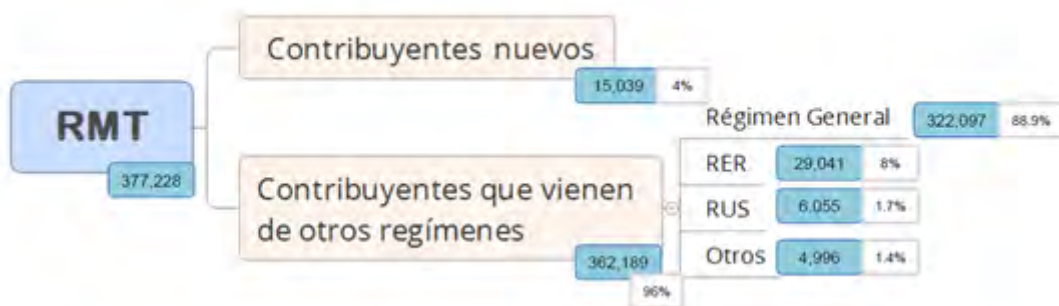 RMT
377,228
Contribuyentes nuevos
15,039 4%
Contribuyentes que vienen
de otros regímenes
362,189
96%
Régimen General 322,097 88.9%
RER 29,041 8%
RUS 6.055 1.7%
Otros 4,996 1.4%